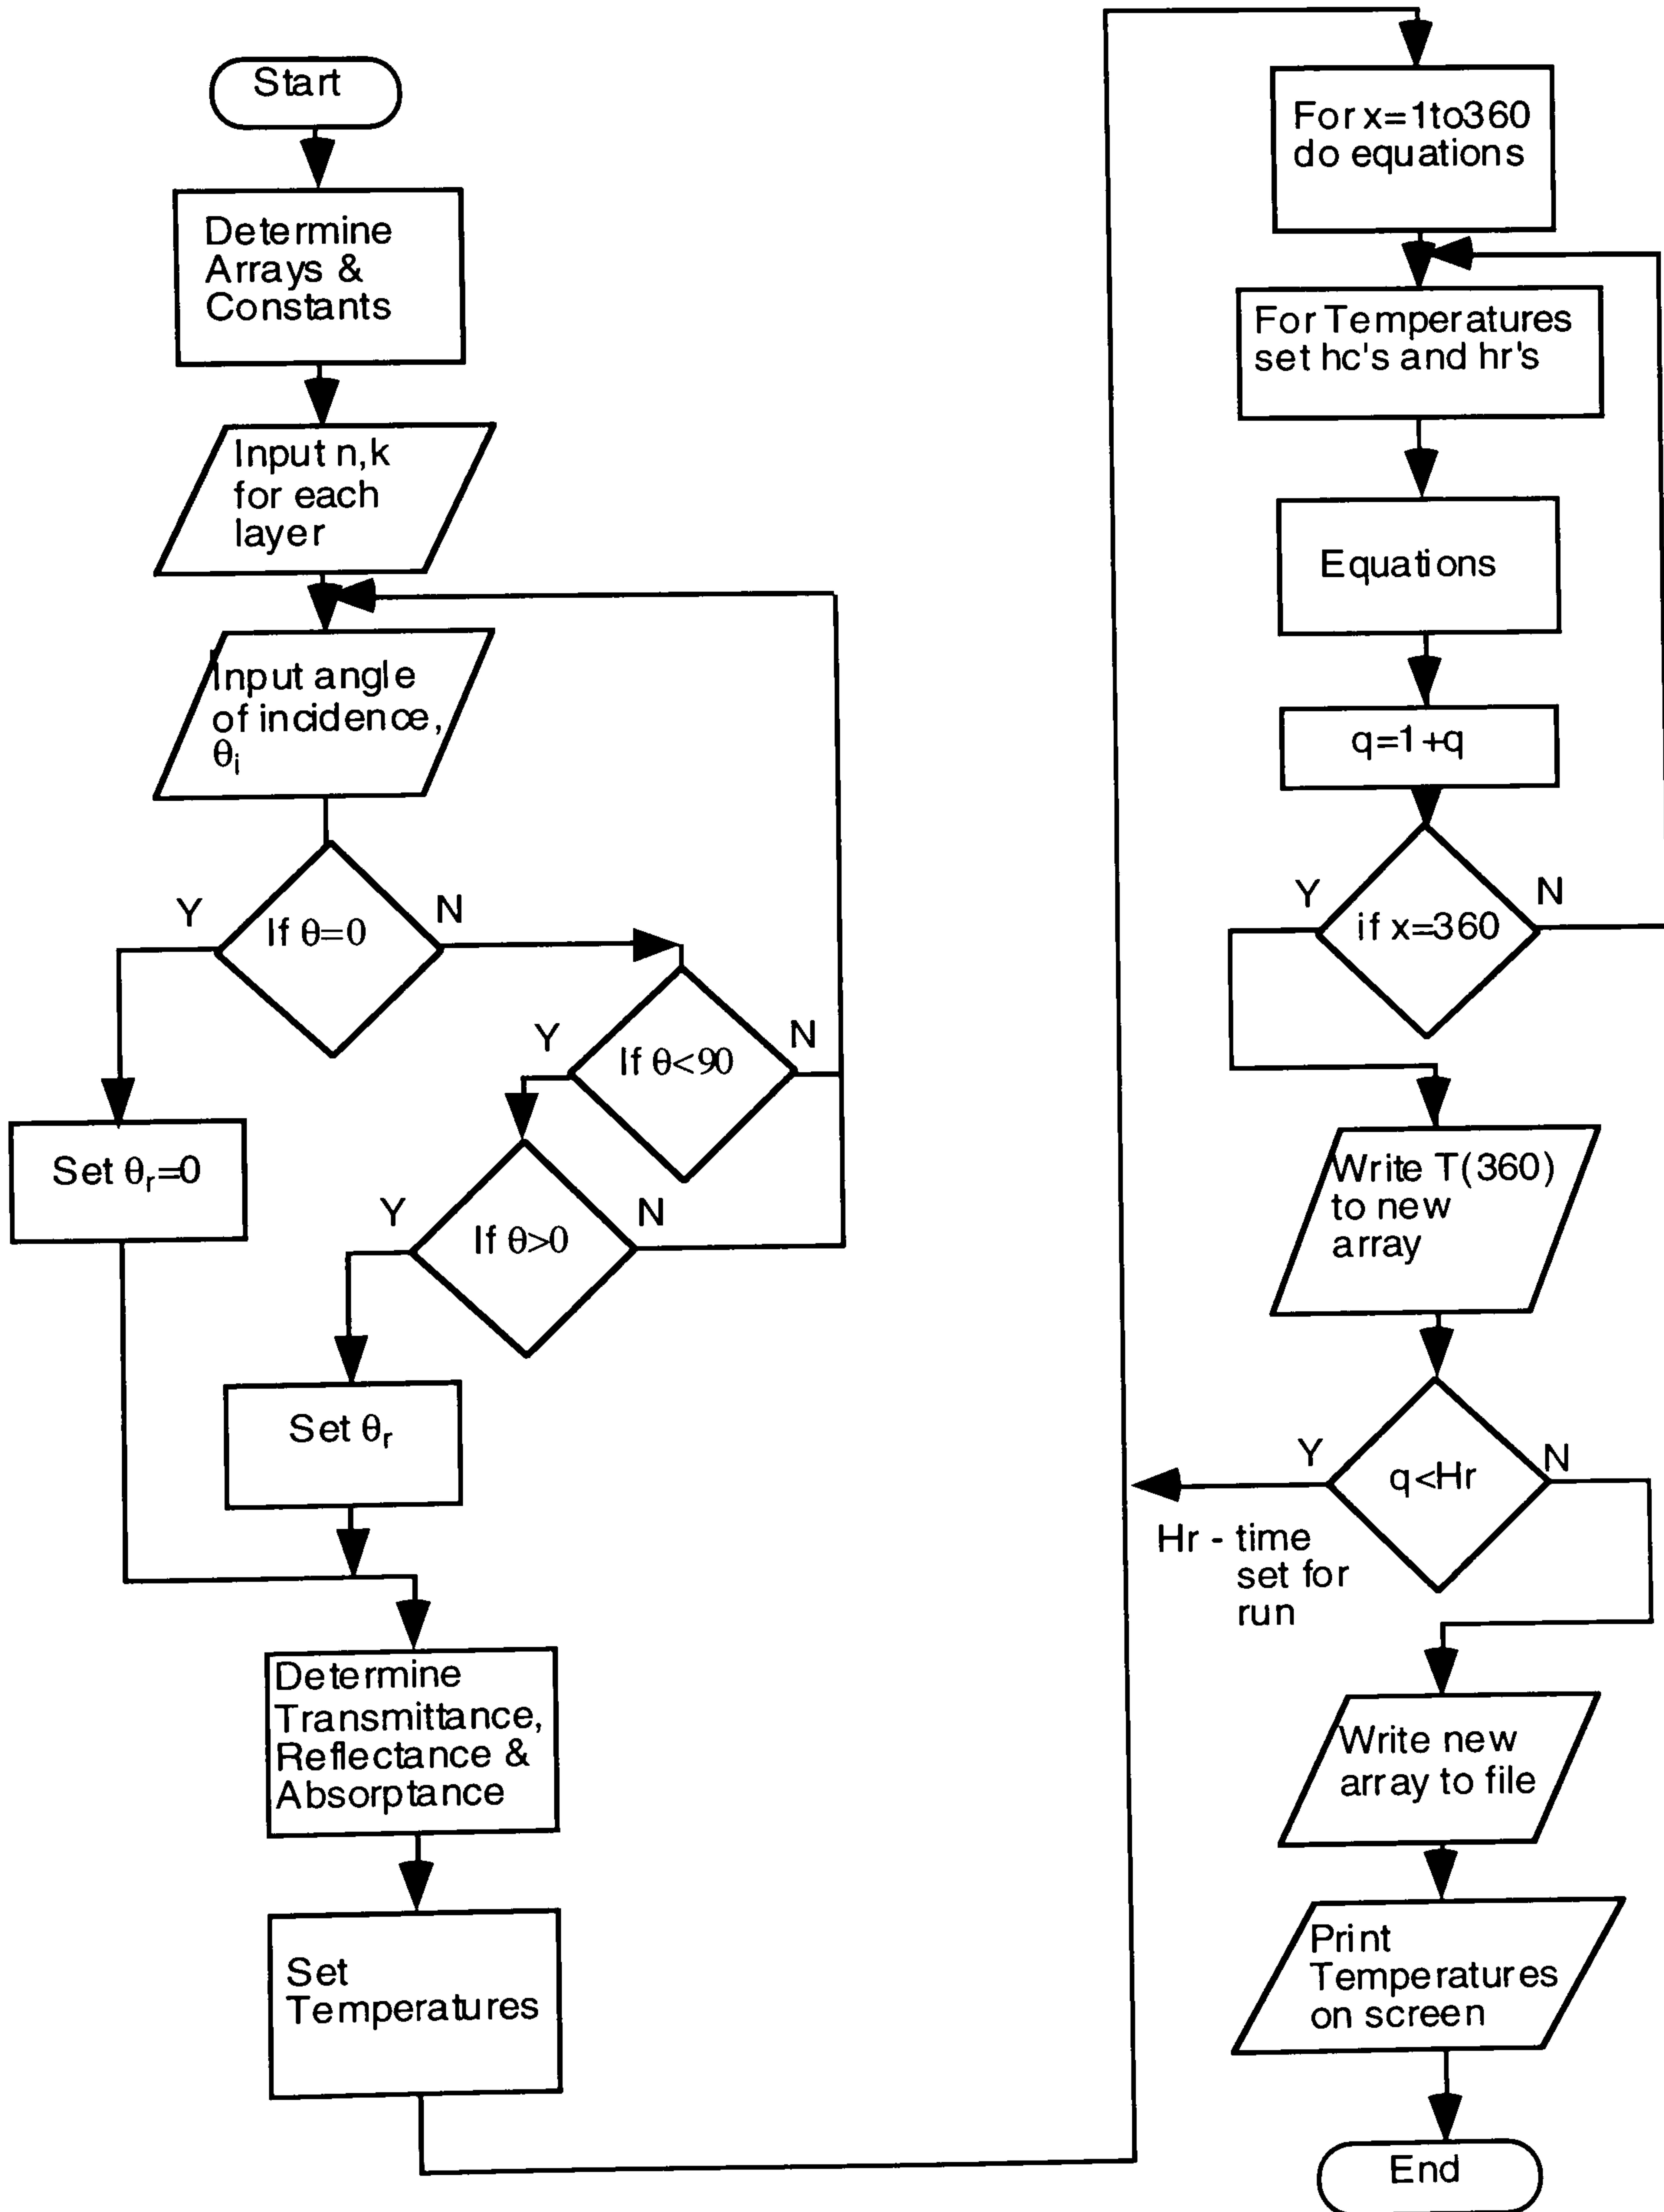 Start
Determine
Arrays &
Constants
Input n,k
for each
layer
Input angle
of incidence,
θi
If θ=0
Y
N
If θ<90
Y
N
If θ>0
Y
N
Set θr=0
Set θr
Determine
Transmittance,
Reflectance &
Absorptance
Set
Temperatures
For x=1to360
do equations
For Temperatures
set hc's and hr's
Equations
q=1+q
if x=360
Y
N
Write T(360)
to new
array
q<Hr
Y
N
Hr - time
set for
run
Write new
array to file
Print
Temperatures
on screen
End